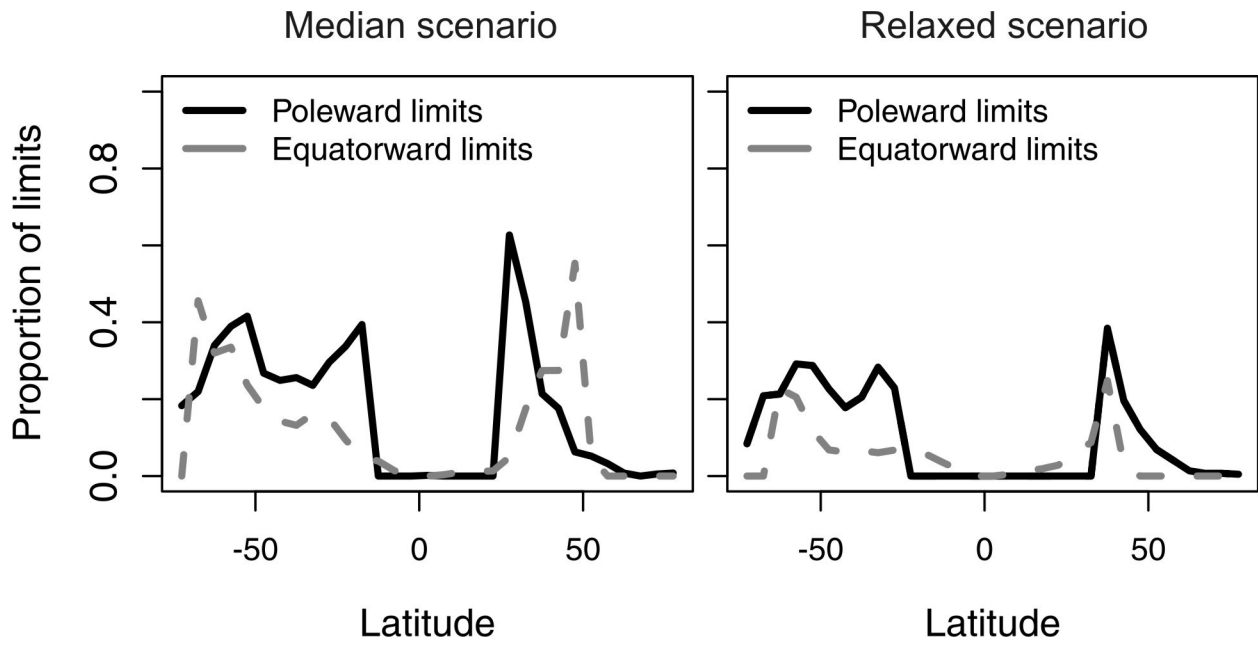 Median scenario
Relaxed scenario
Poleward limits
Equatorward limits
Poleward limits
Equatorward limits
Proportion of limits
0.8
0.4
0.0
-50 0 50
-50 0 50
Latitude
Latitude